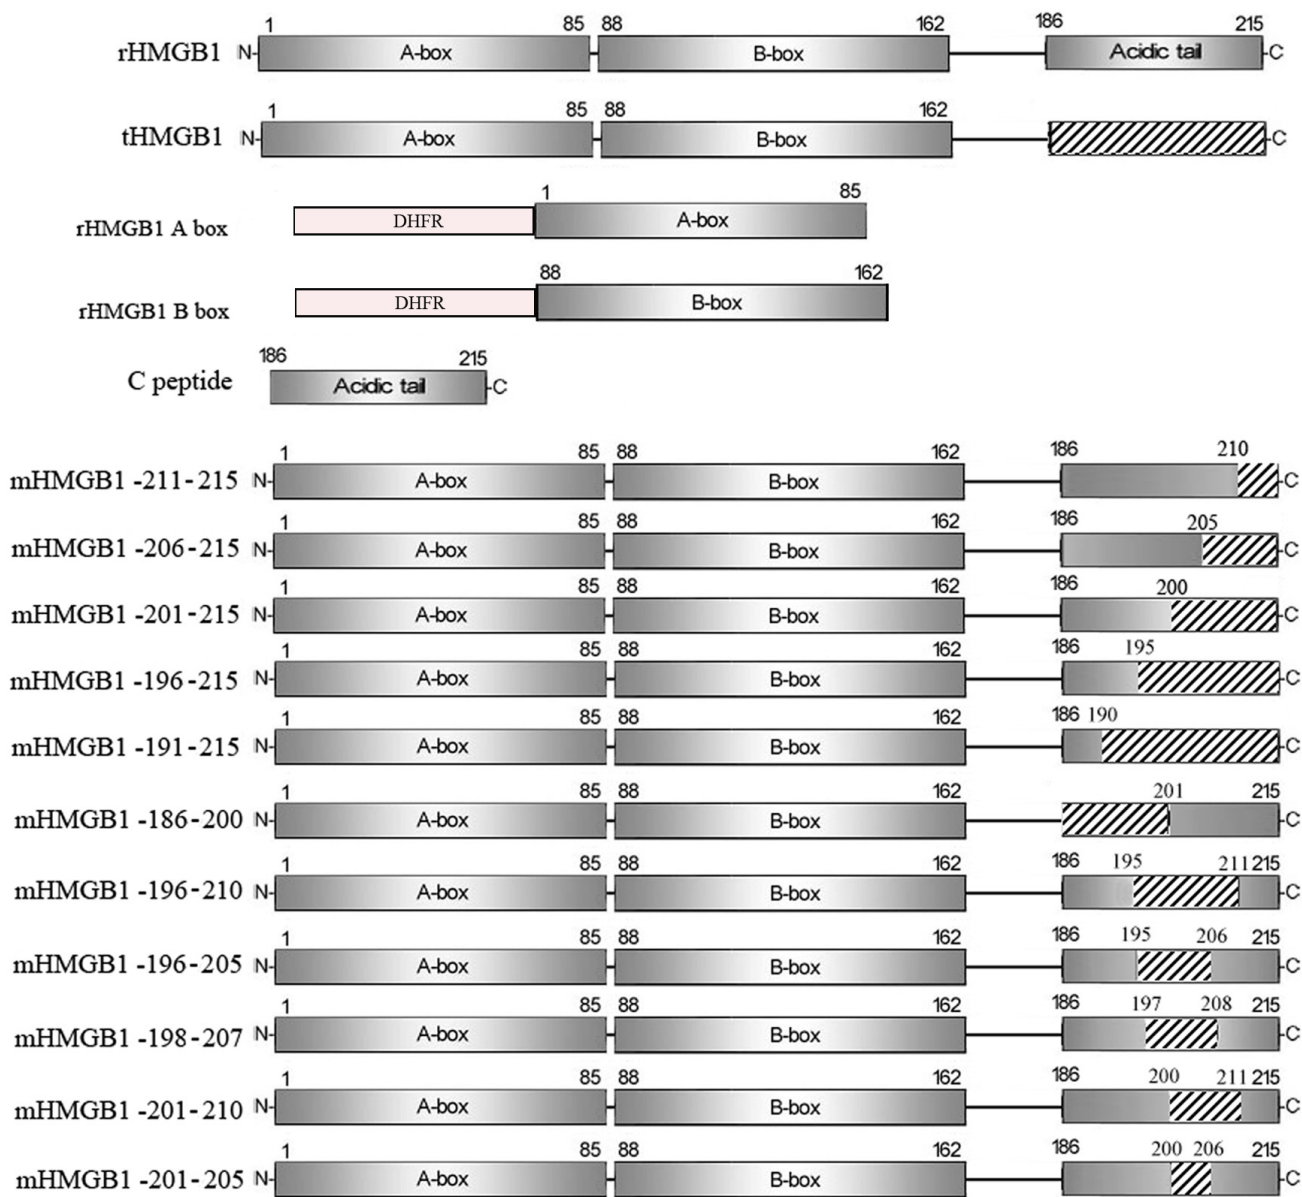 1 85 88 162 186 215
rHMGB1 N- A-box B-box Acidic tail -C
1 85 88 162
tHMGB1 N- A-box B-box -C
1 85
rHMGB1 A box DHFR A-box
88 162
rHMGB1 B box DHFR B-box
186 215
C peptide Acidic tail -C
1 85 88 162 186 210
mHMGB1 -211-215 N- A-box B-box -C
1 85 88 162 186 205
mHMGB1 -206-215 N- A-box B-box -C
1 85 88 162 186 200
mHMGB1 -201-215 N- A-box B-box -C
1 85 88 162 186 195
mHMGB1 -196-215 N- A-box B-box -C
1 85 88 162 186 190
mHMGB1 -191-215 N- A-box B-box -C
1 85 88 162 201 215
mHMGB1 -186-200 N- A-box B-box -C
1 85 88 162 186 195 211 215
mHMGB1 -196-210 N- A-box B-box -C
1 85 88 162 186 195 206 215
mHMGB1 -196-205 N- A-box B-box -C
1 85 88 162 186 197 208 215
mHMGB1 -198-207 N- A-box B-box -C
1 85 88 162 186 200 211 215
mHMGB1 -201-210 N- A-box B-box -C
1 85 88 162 186 200 206 215
mHMGB1 -201-205 N- A-box B-box -C